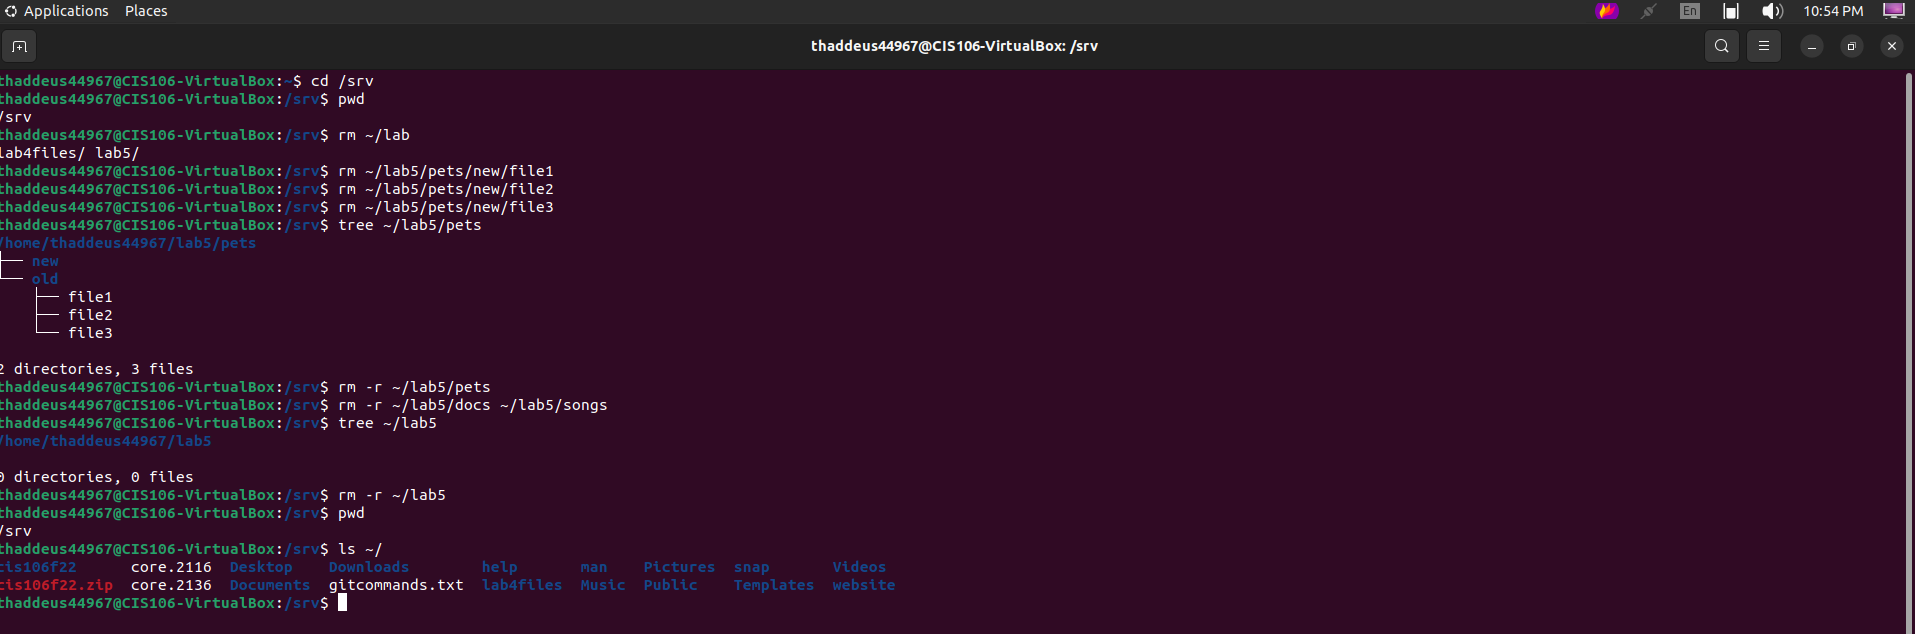 Applications Places En 10:54 PM
thaddeus44967@CIS106-VirtualBox: /srv
thaddeus44967@CIS106-VirtualBox:~$ cd /srv
thaddeus44967@CIS106-VirtualBox:/srv$ pwd
/srv
thaddeus44967@CIS106-VirtualBox:/srv$ rm ~/lab
lab4files/ lab5/
thaddeus44967@CIS106-VirtualBox:/srv$ rm ~/lab5/pets/new/file1
thaddeus44967@CIS106-VirtualBox:/srv$ rm ~/lab5/pets/new/file2
thaddeus44967@CIS106-VirtualBox:/srv$ rm ~/lab5/pets/new/file3
thaddeus44967@CIS106-VirtualBox:/srv$ tree ~/lab5/pets
/home/thaddeus44967/lab5/pets
├── new
└── old
    ├── file1
    ├── file2
    └── file3
2 directories, 3 files
thaddeus44967@CIS106-VirtualBox:/srv$ rm -r ~/lab5/pets
thaddeus44967@CIS106-VirtualBox:/srv$ rm -r ~/lab5/docs ~/lab5/songs
thaddeus44967@CIS106-VirtualBox:/srv$ tree ~/lab5
/home/thaddeus44967/lab5
0 directories, 0 files
thaddeus44967@CIS106-VirtualBox:/srv$ rm -r ~/lab5
thaddeus44967@CIS106-VirtualBox:/srv$ pwd
/srv
thaddeus44967@CIS106-VirtualBox:/srv$ ls ~/
cis106f22 core.2116 Desktop Downloads help man Pictures snap Videos
cis106f22.zip core.2136 Documents gitcommands.txt lab4files Music Public Templates website
thaddeus44967@CIS106-VirtualBox:/srv$